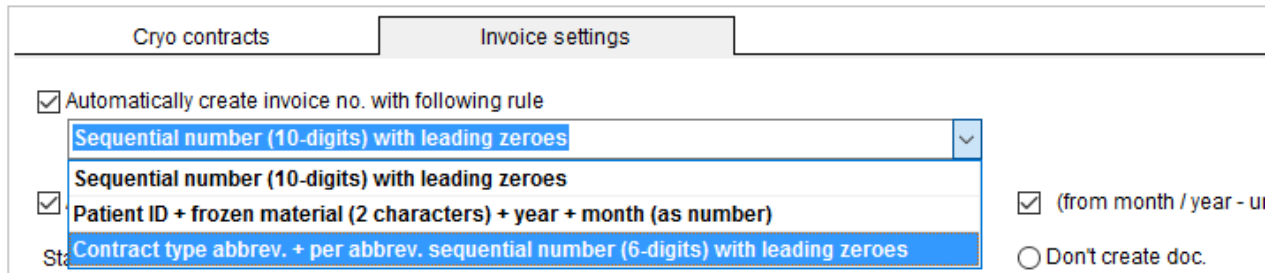 Cryo contracts
Invoice settings
Automatically create invoice no. with following rule
Sequential number (10-digits) with leading zeroes
Sequential number (10-digits) with leading zeroes
Patient ID + frozen material (2 characters) + year + month (as number)
(from month / year -
Contract type abbrev. + per abbrev. sequential number (6-digits) with leading zeroes
Don't create doc.